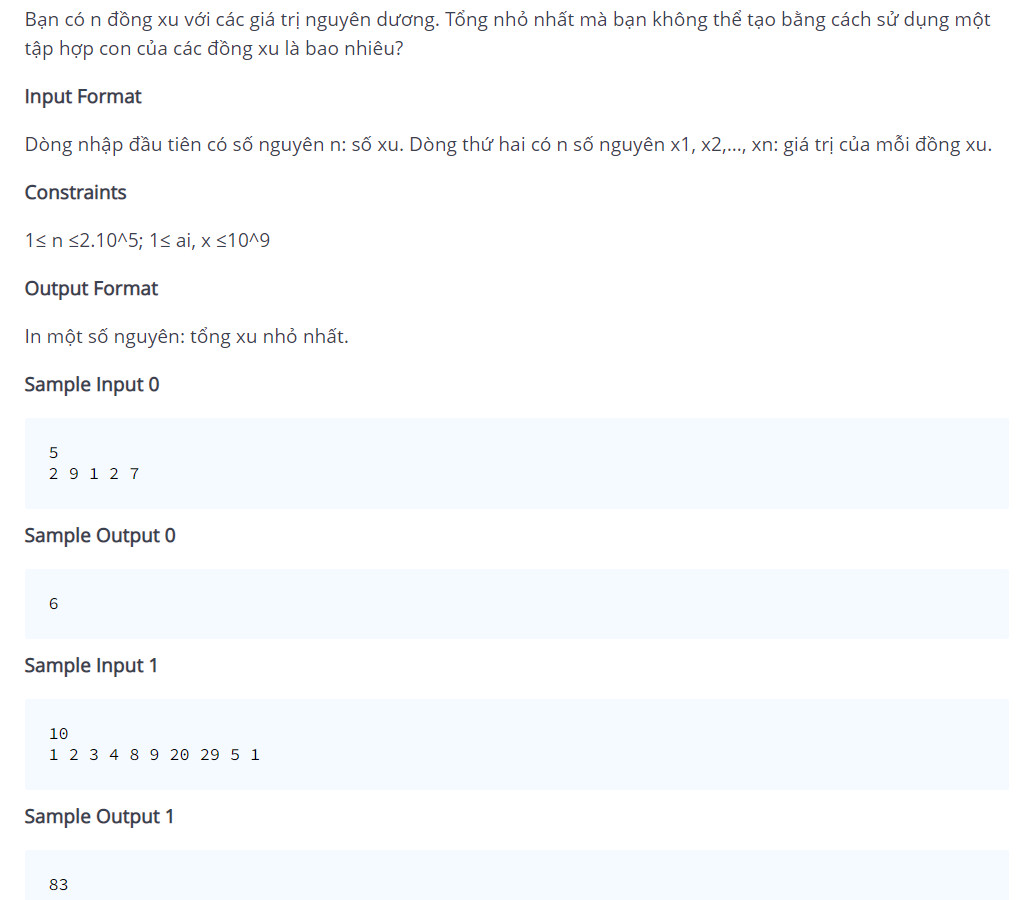 Bạn có n đồng xu với các giá trị nguyên dương. Tổng nhỏ nhất mà bạn không thể tạo bằng cách sử dụng một
tập hợp con của các đồng xu là bao nhiêu?
Input Format
Dòng nhập đầu tiên có số nguyên n: số xu. Dòng thứ hai có n số nguyên x1, x2,..., xn: giá trị của mỗi đồng xu.
Constraints
1≤ n ≤2.10^5; 1≤ ai, x ≤10^9
Output Format
In một số nguyên: tổng xu nhỏ nhất.
Sample Input 0
5
2 9 1 2 7
Sample Output 0
6
Sample Input 1
10
1 2 3 4 8 9 20 29 5 1
Sample Output 1
83